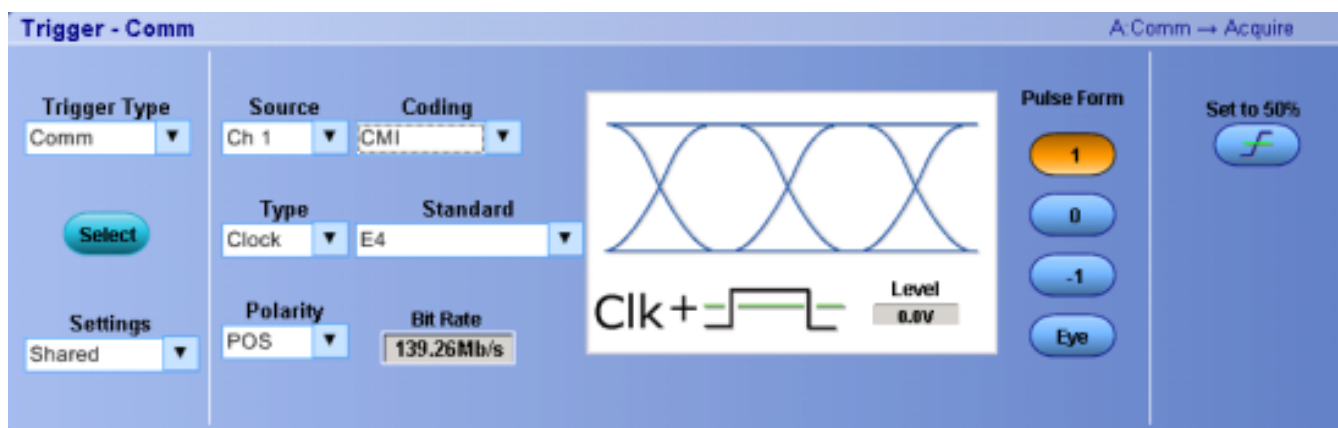 Trigger - Comm
A:Comm → Acquire
Trigger Type
Comm
Select
Settings
Shared
Source
Ch 1
Coding
CMI
Type
Clock
Standard
E4
Polarity
POS
Bit Rate
139.26Mb/s
Clk+
Level
0.0V
Pulse Form
1
0
-1
Eye
Set to 50%